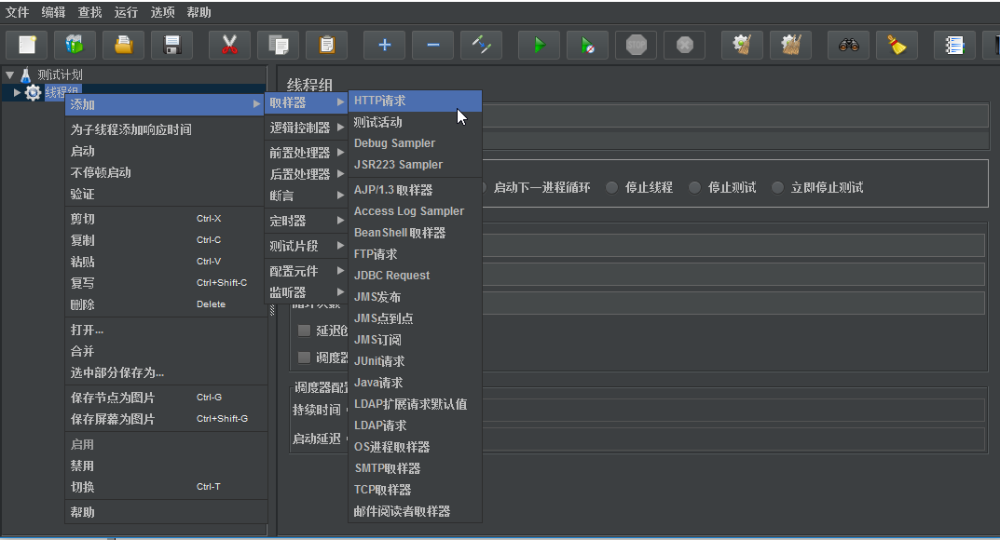 文件 编辑 查找 运行 选项 帮助
测试计划
线程组
线程组
添加
为子线程添加响应时间
启动
不停顿启动
验证
剪切 Ctrl-X
复制 Ctrl-C
粘贴 Ctrl-V
复写 Ctrl+Shift-C
删除 Delete
打开...
合并
选中部分保存为...
保存节点为图片 Ctrl-G
保存屏幕为图片 Ctrl+Shift-G
启用
禁用
切换 Ctrl-T
帮助
取样器
逻辑控制器
前置处理器
后置处理器
断言
定时器
测试片段
配置元件
监听器
HTTP请求
测试活动
Debug Sampler
JSR223 Sampler
AJP/1.3 取样器
Access Log Sampler
BeanShell 取样器
FTP请求
JDBC Request
JMS发布
JMS点到点
JMS订阅
JUnit请求
Java请求
LDAP扩展请求默认值
LDAP请求
OS进程取样器
SMTP取样器
TCP取样器
邮件阅读者取样器
启动下一进程循环 停止线程 停止测试 立即停止测试
循环次数
延迟创
调度器
调度器配置
持续时间
启动延迟
STOP